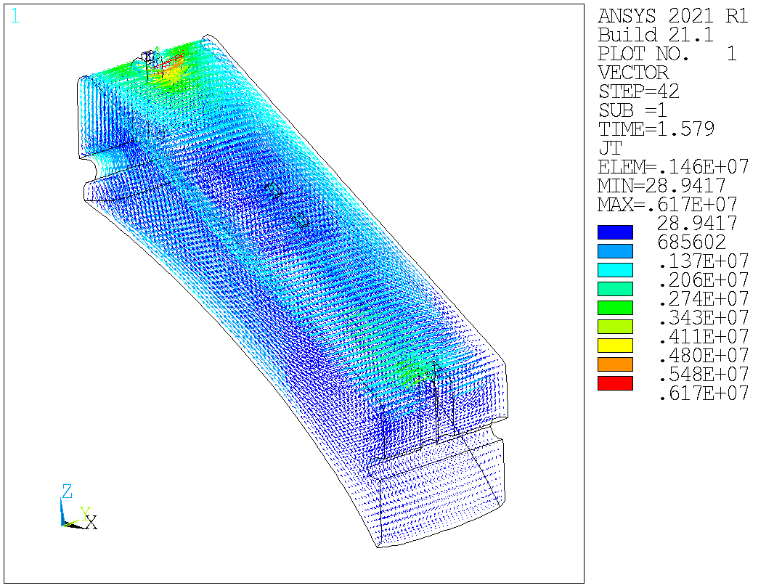 1
ANSYS 2021 R1
Build 21.1
PLOT NO.   1
VECTOR
STEP=42
SUB =1
TIME=1.579
JT
ELEM=.146E+07
MIN=28.9417
MAX=.617E+07
28.9417
685602
.137E+07
.206E+07
.274E+07
.343E+07
.411E+07
.480E+07
.548E+07
.617E+07
Z
Y
X